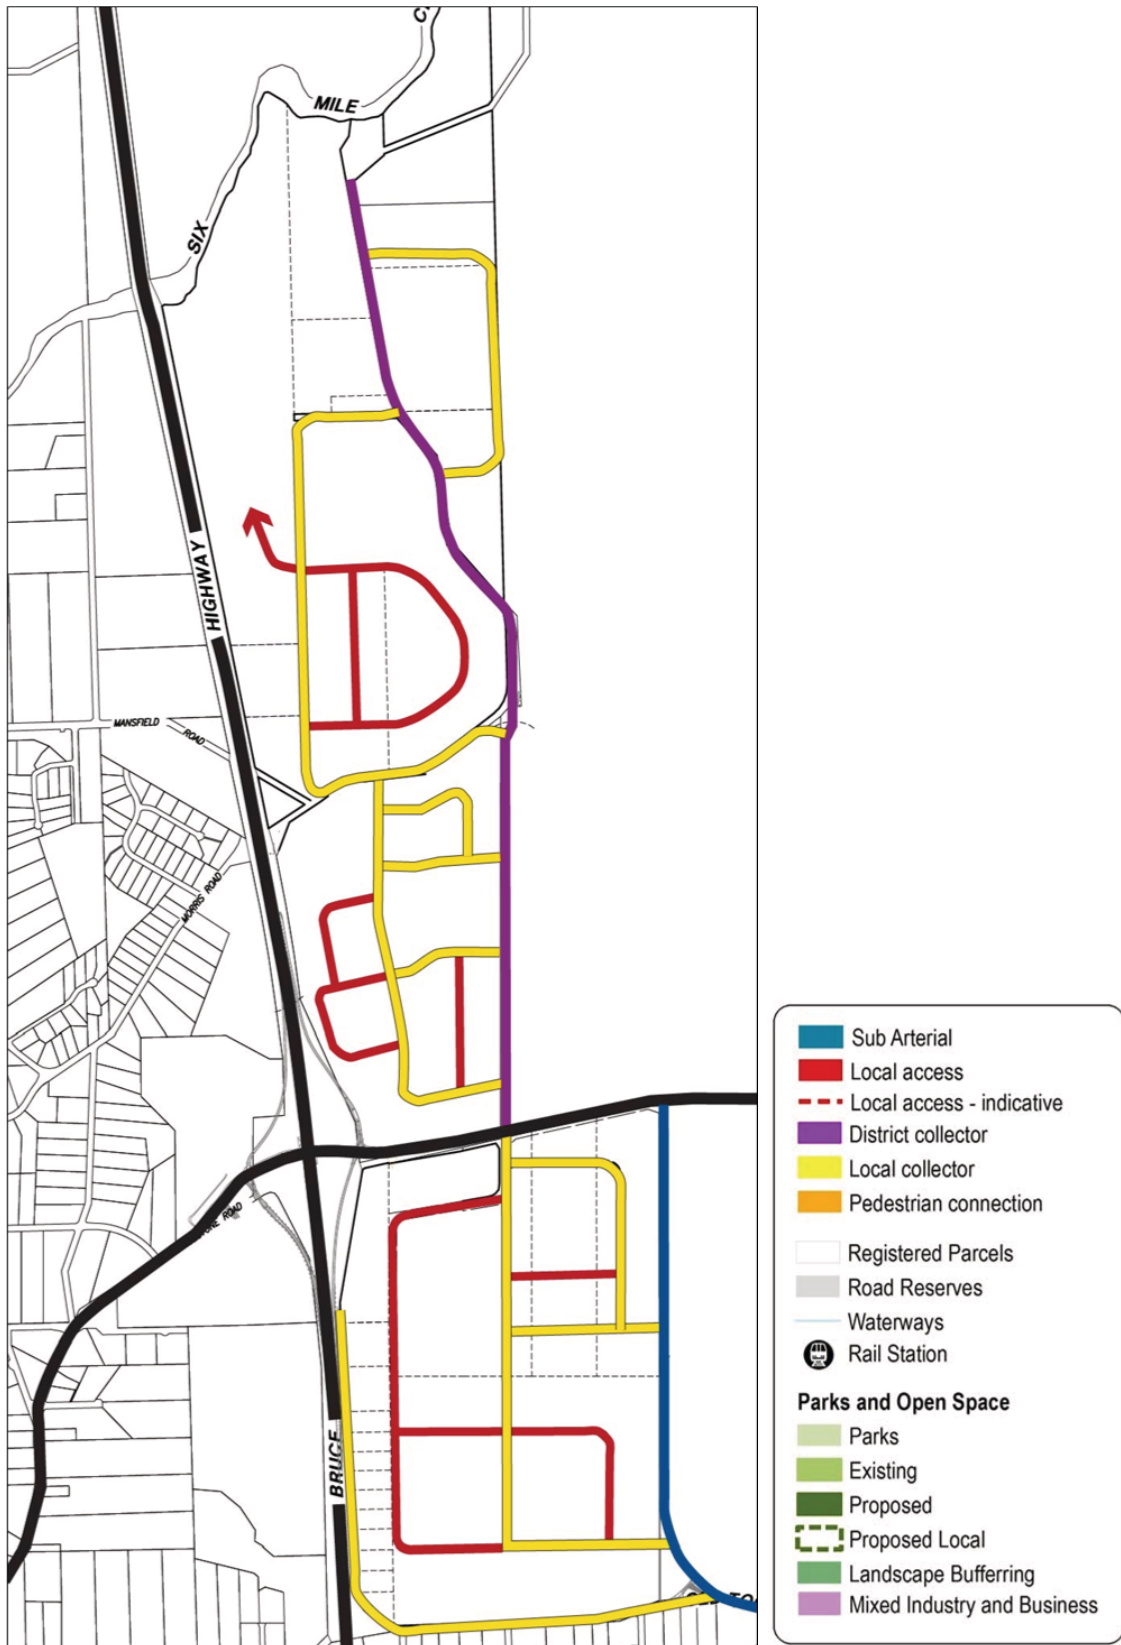 MILE
SIX
HIGHWAY
MANSFIELD
ROAD
MORRIS ROAD
ROAD
BRUCE
Sub Arterial
Local access
Local access - indicative
District collector
Local collector
Pedestrian connection
Registered Parcels
Road Reserves
Waterways
Rail Station
Parks and Open Space
Parks
Existing
Proposed
Proposed Local
Landscape Bufferring
Mixed Industry and Business